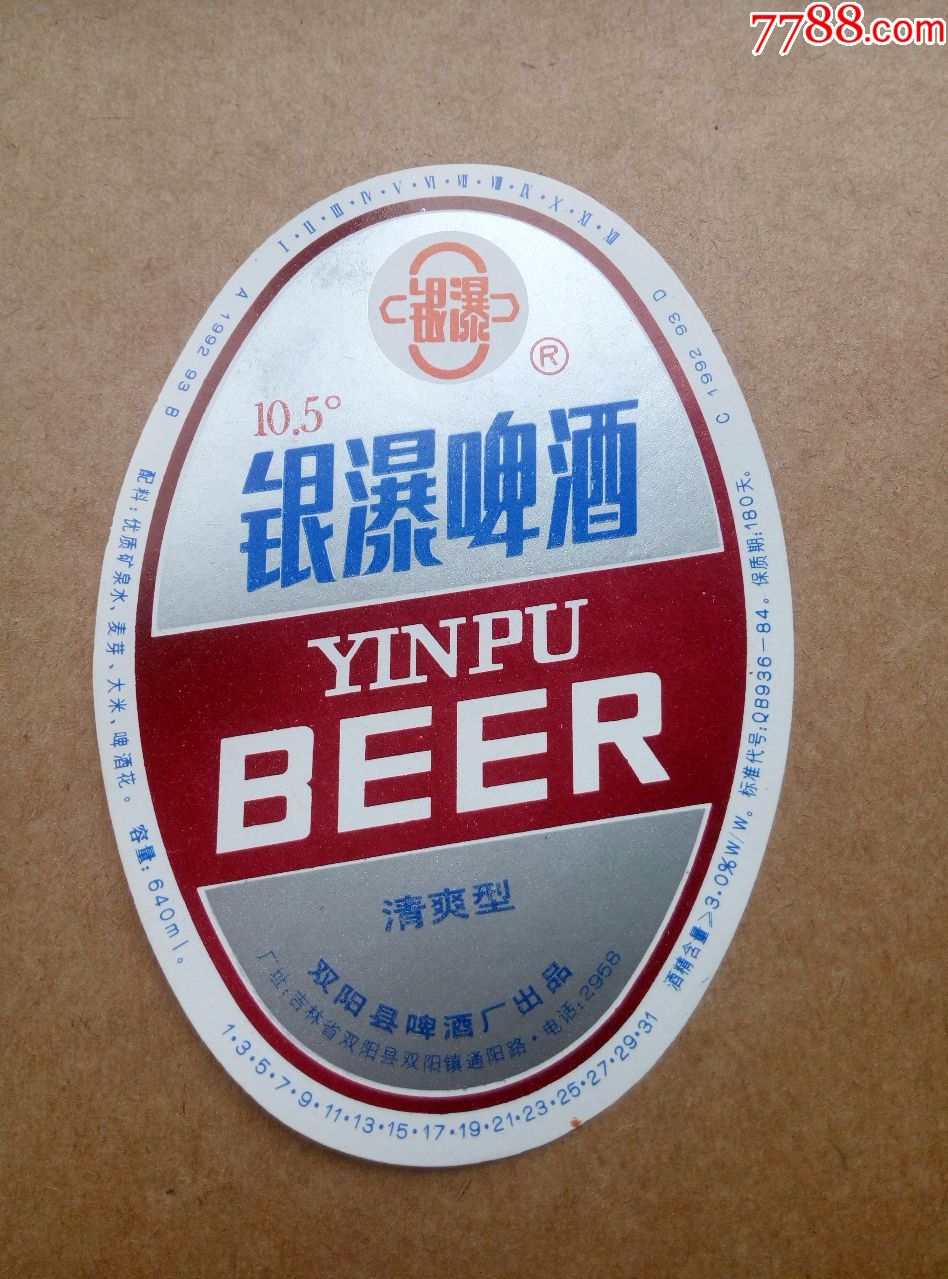 7788.com
I·II·III·IV·V·VI·VII·VIII·IX·X·XI·XII
A 1992 93 B
C 1992 93 D
银瀑
®
10.5°
银瀑啤酒
YINPU
BEER
清爽型
双阳县啤酒厂出品
厂址:吉林省双阳县双阳镇通阳路·电话:2958
配料:优质矿泉水、麦芽、大米、啤酒花。 容量:640ml。
酒精含量≥3.0%W/W。标准代号:QB936-84。保质期:180天。
1·3·5·7·9·11·13·15·17·19·21·23·25·27·29·31